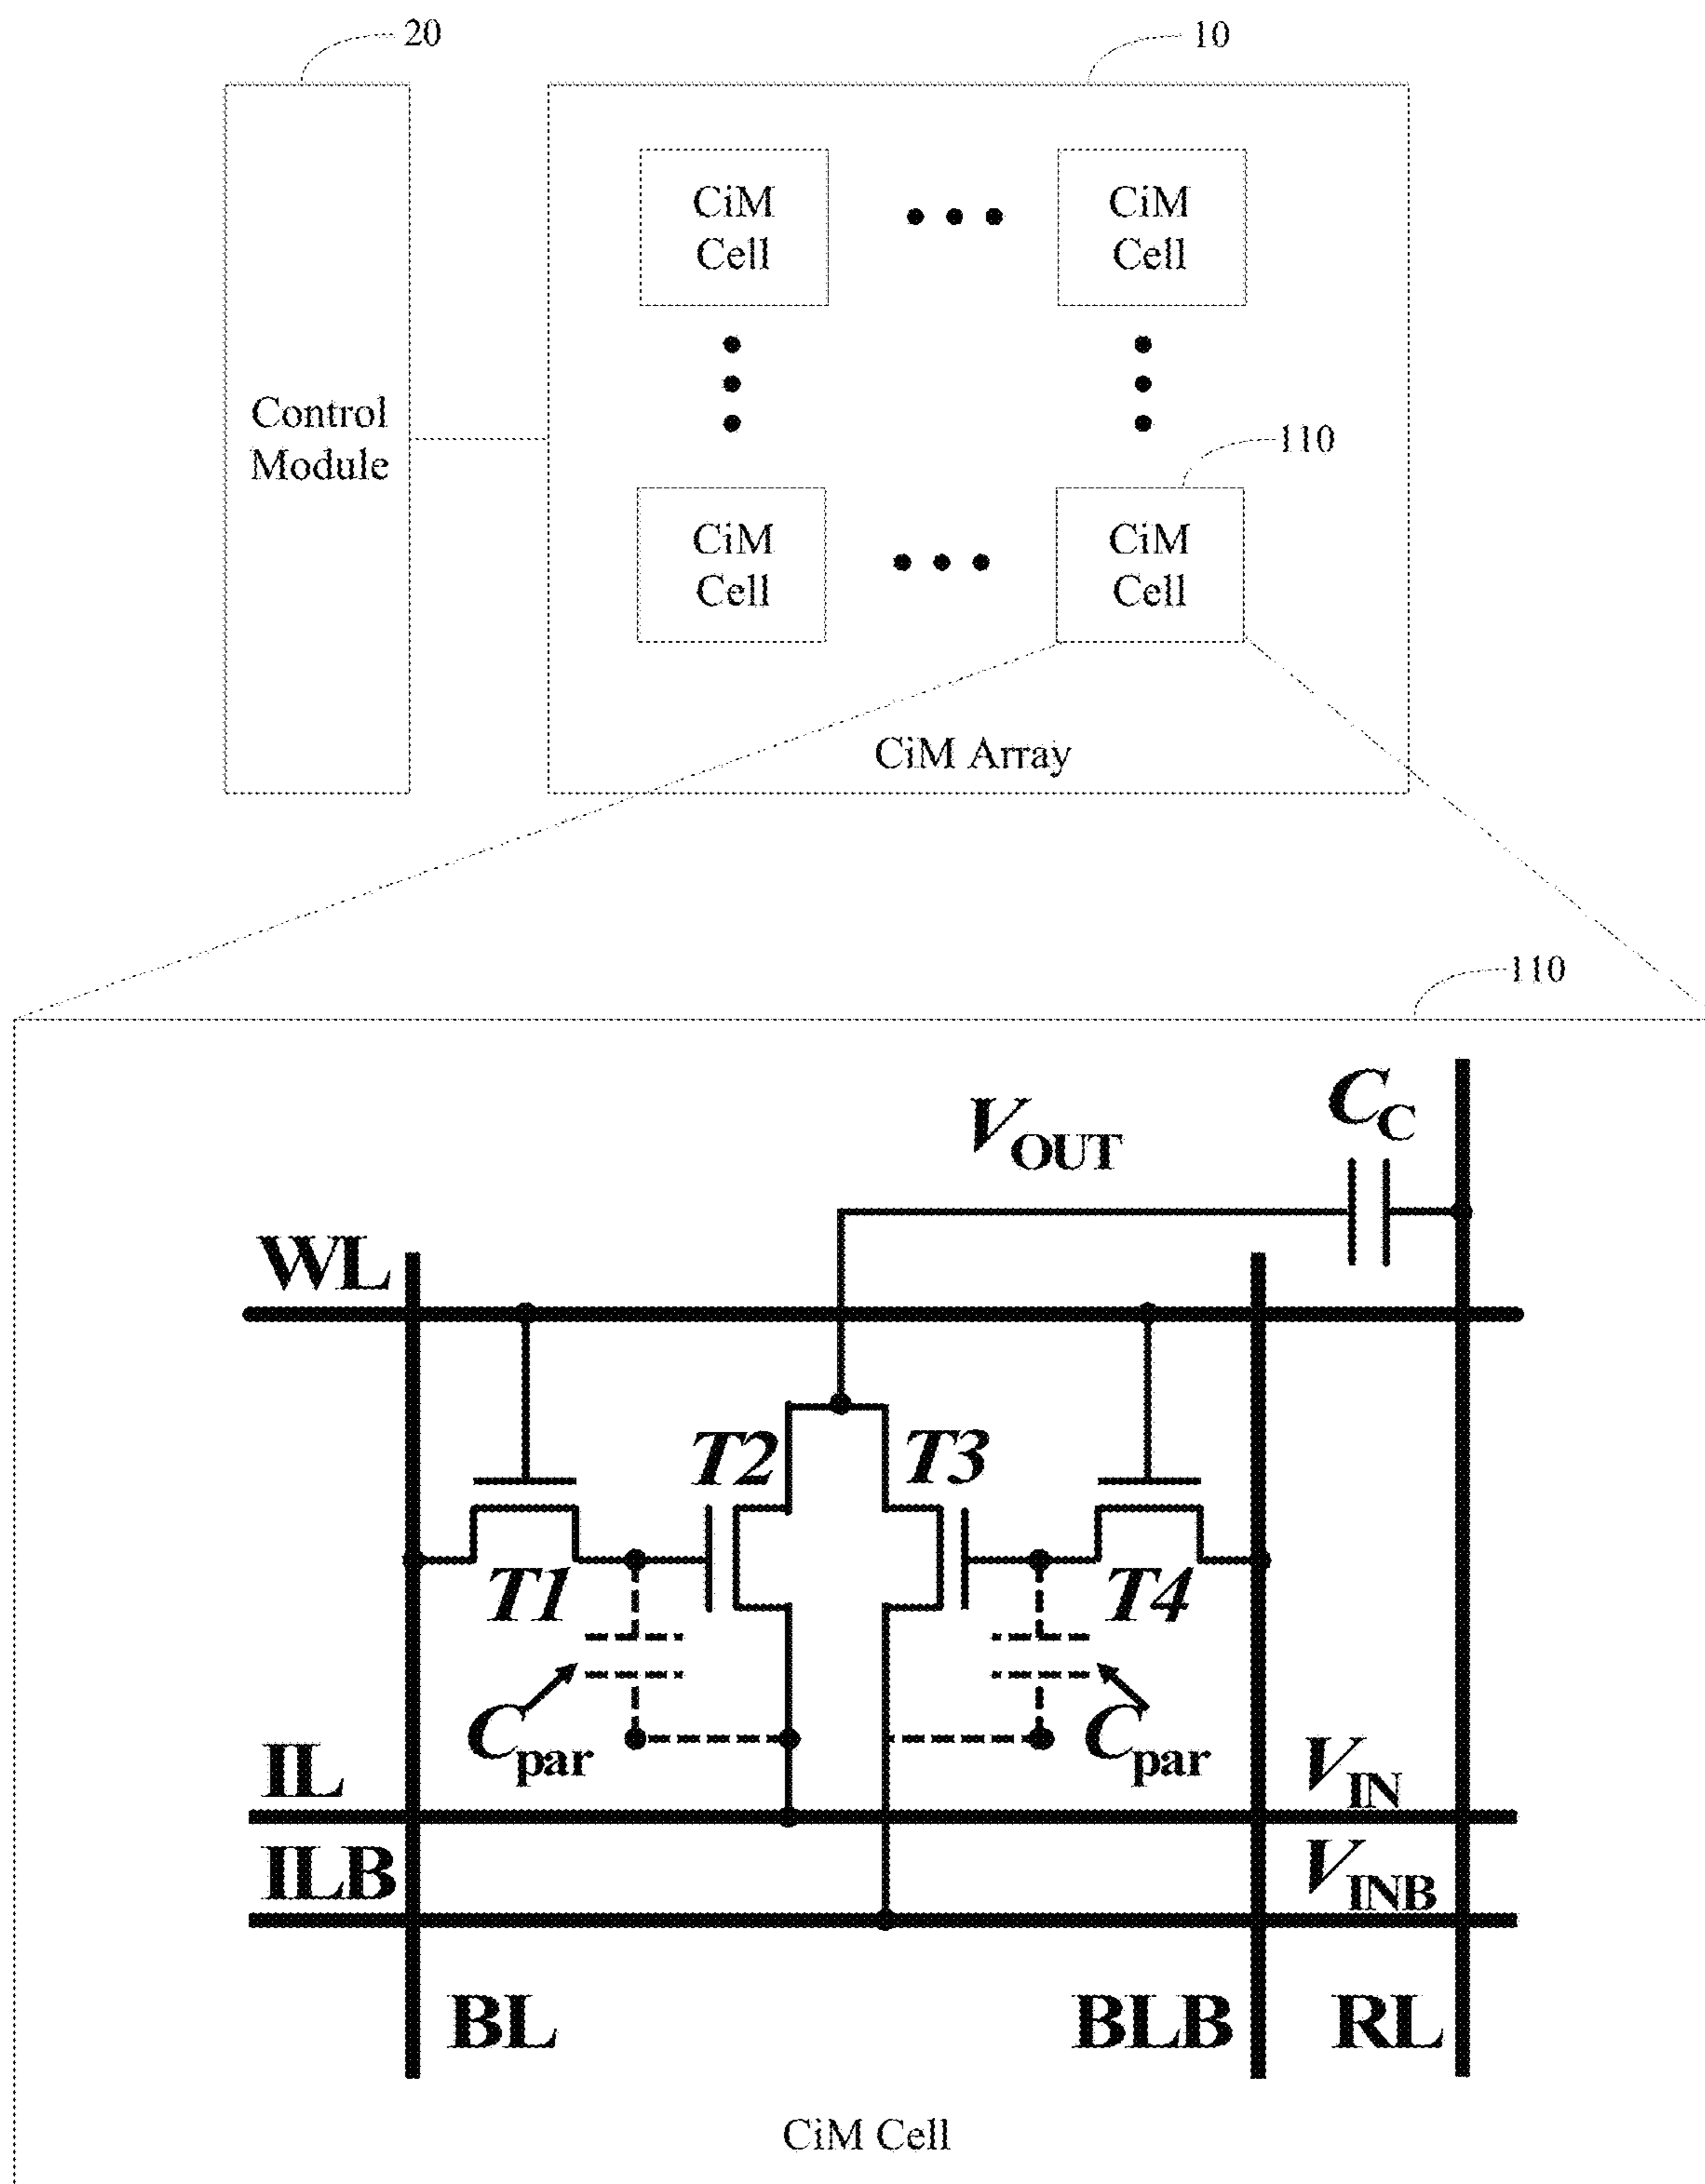 20
10
CiM
Cell
CiM
Cell
Control
Module
110
CiM
Cell
CiM
Cell
CiM Array
110
VOUT
CC
WL
T2
T3
T1
T4
Cpar
Cpar
IL
VIN
ILB
VINB
BL
BLB
RL
CiM Cell